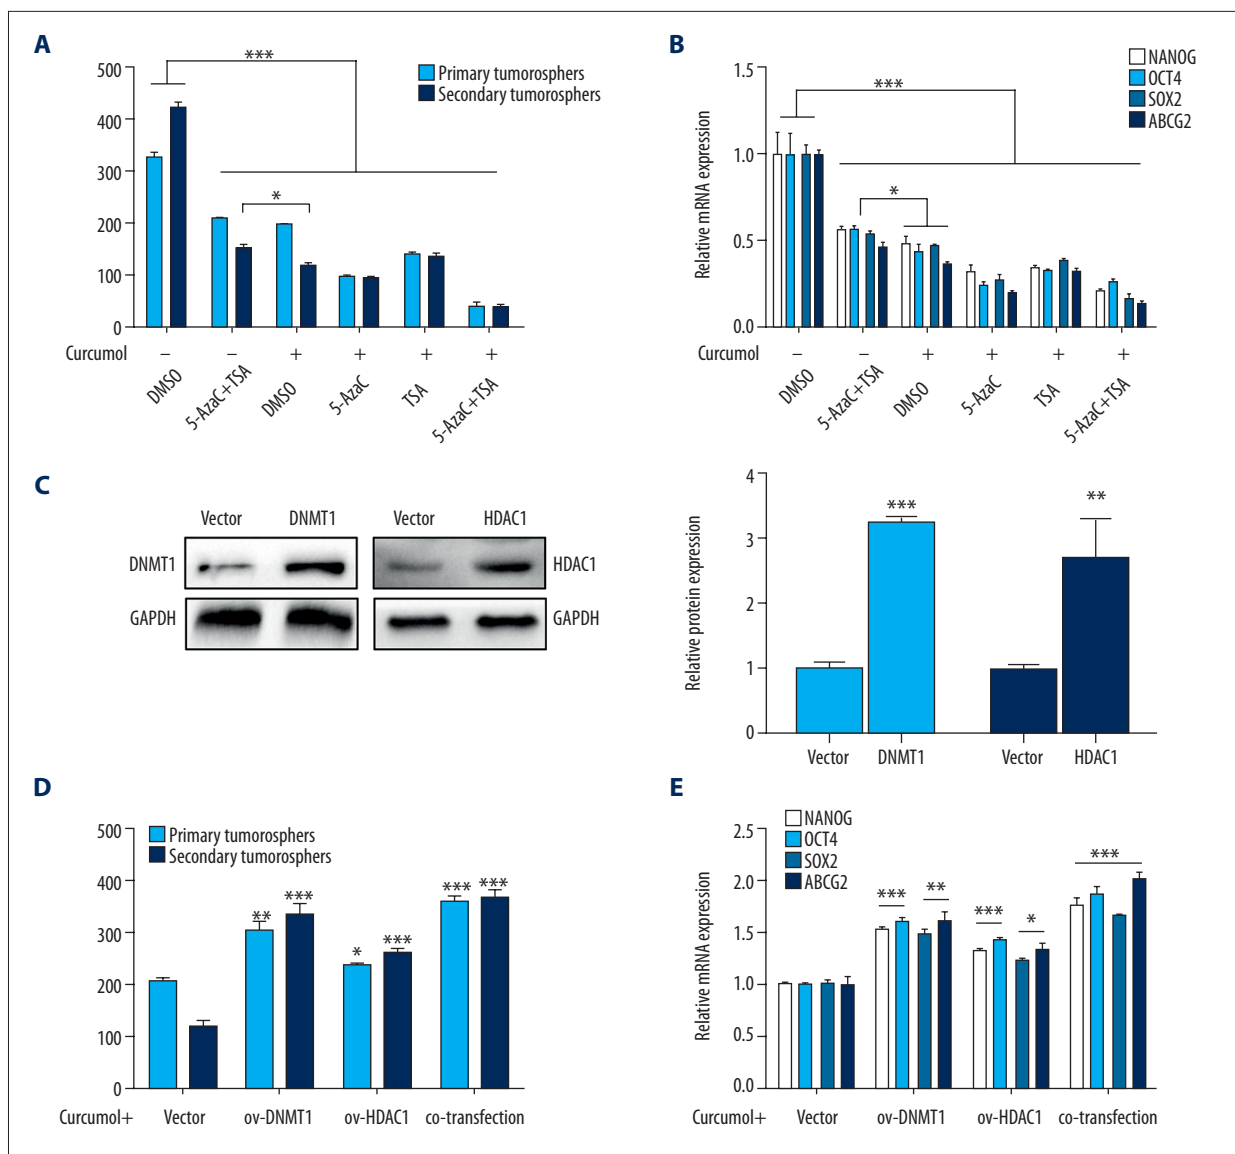 A
500
400
300
200
100
0
***
*
Primary tumorosphers
Secondary tumorosphers
Curcumol
− − + + + +
DMSO
5-AzaC+TSA
DMSO
5-AzaC
TSA
5-AzaC+TSA
B
Relative mRNA expression
1.5
1.0
0.5
0.0
***
*
NANOG
OCT4
SOX2
ABCG2
Curcumol
− − + + + +
DMSO
5-AzaC+TSA
DMSO
5-AzaC
TSA
5-AzaC+TSA
C
Vector DNMT1 Vector HDAC1
DNMT1 HDAC1
GAPDH GAPDH
Relative protein expression
4
3
2
1
0
***
**
Vector DNMT1 Vector HDAC1
D
500
400
300
200
100
0
Primary tumorosphers
Secondary tumorosphers
** *** * *** *** ***
Curcumol+ Vector ov-DNMT1 ov-HDAC1 co-transfection
E
Relative mRNA expression
2.5
2.0
1.5
1.0
0.5
0.0
NANOG
OCT4
SOX2
ABCG2
*** ** *** * ***
Curcumol+ Vector ov-DNMT1 ov-HDAC1 co-transfection